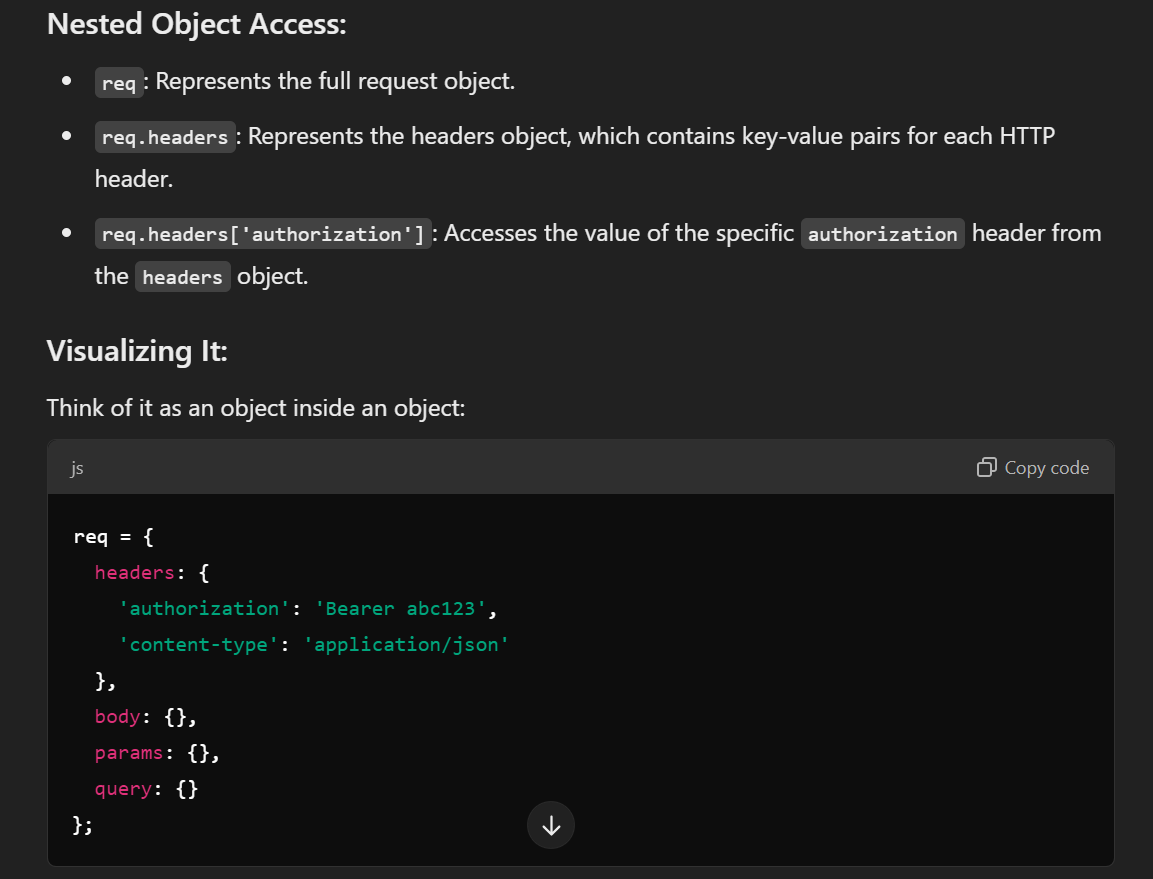 Nested Object Access:
req: Represents the full request object.
req.headers: Represents the headers object, which contains key-value pairs for each HTTP
header.
req.headers['authorization']: Accesses the value of the specific authorization header from
the headers object.
Visualizing It:
Think of it as an object inside an object:
js Copy code
req = {
  headers: {
    'authorization': 'Bearer abc123',
    'content-type': 'application/json'
  },
  body: {},
  params: {},
  query: {}
};